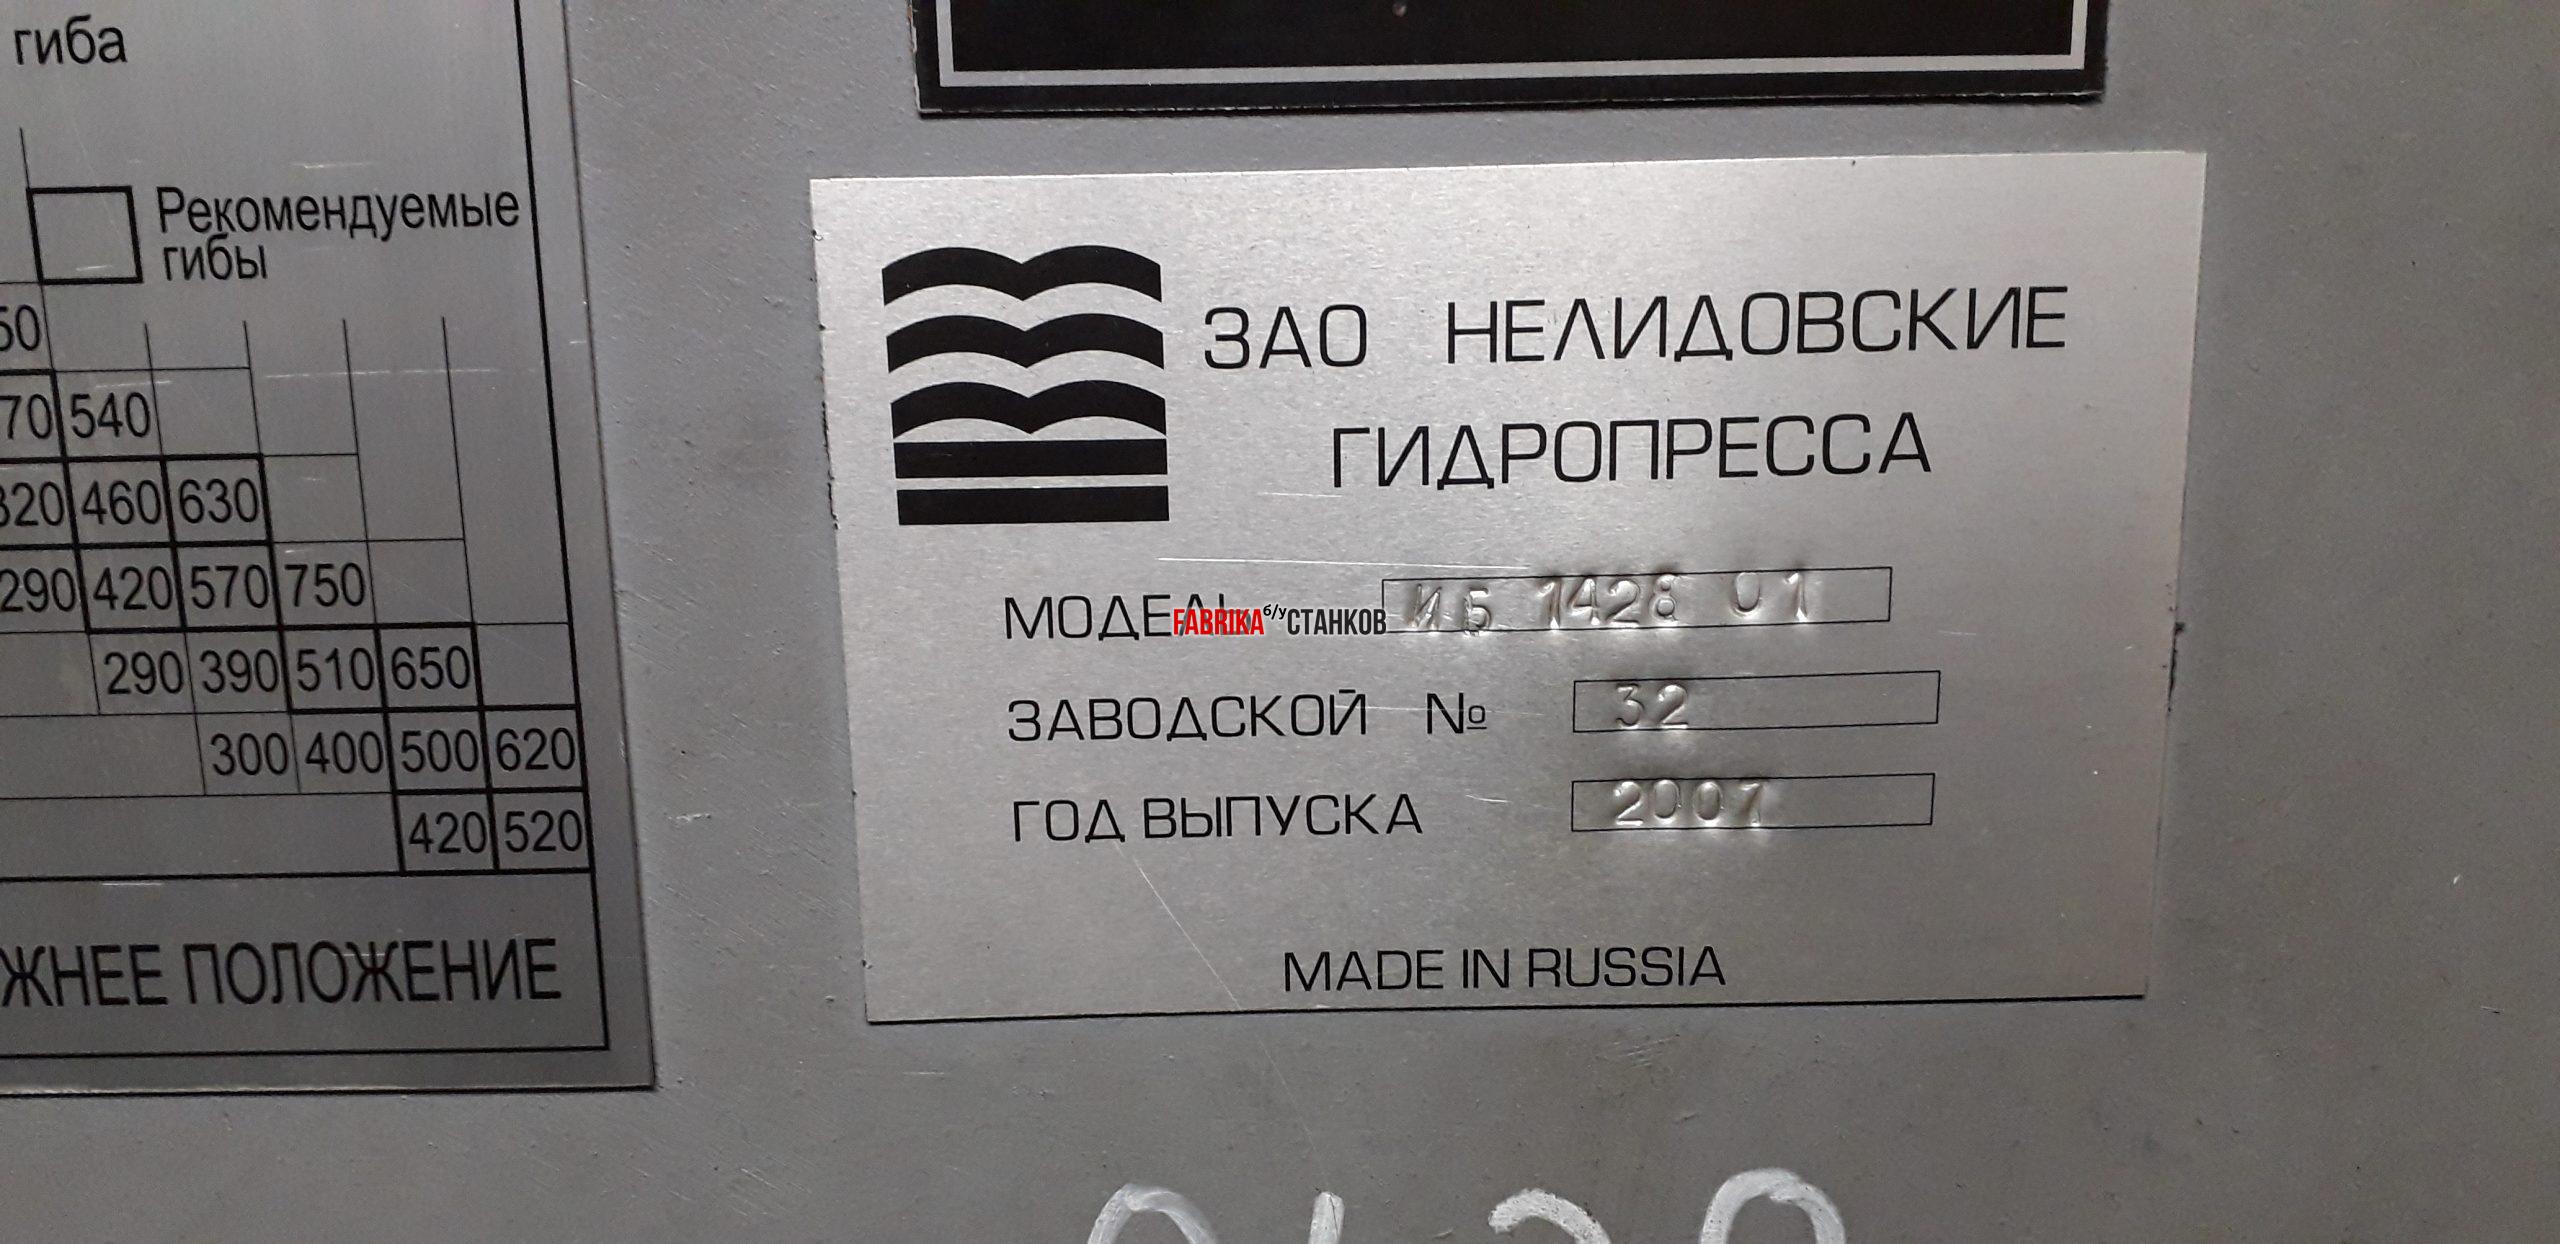 гиба
Рекомендуемые
гибы
50
70 540
320 460 630
290 420 570 750
290 390 510 650
300 400 500 620
420 520
ЖНЕЕ ПОЛОЖЕНИЕ
ЗАО НЕЛИДОВСКИЕ
ГИДРОПРЕССА
МОДЕЛЬ ИБ 1428 01
FABRIKA б/у СТАНКОВ
ЗАВОДСКОЙ № 32
ГОД ВЫПУСКА 2007
MADE IN RUSSIA